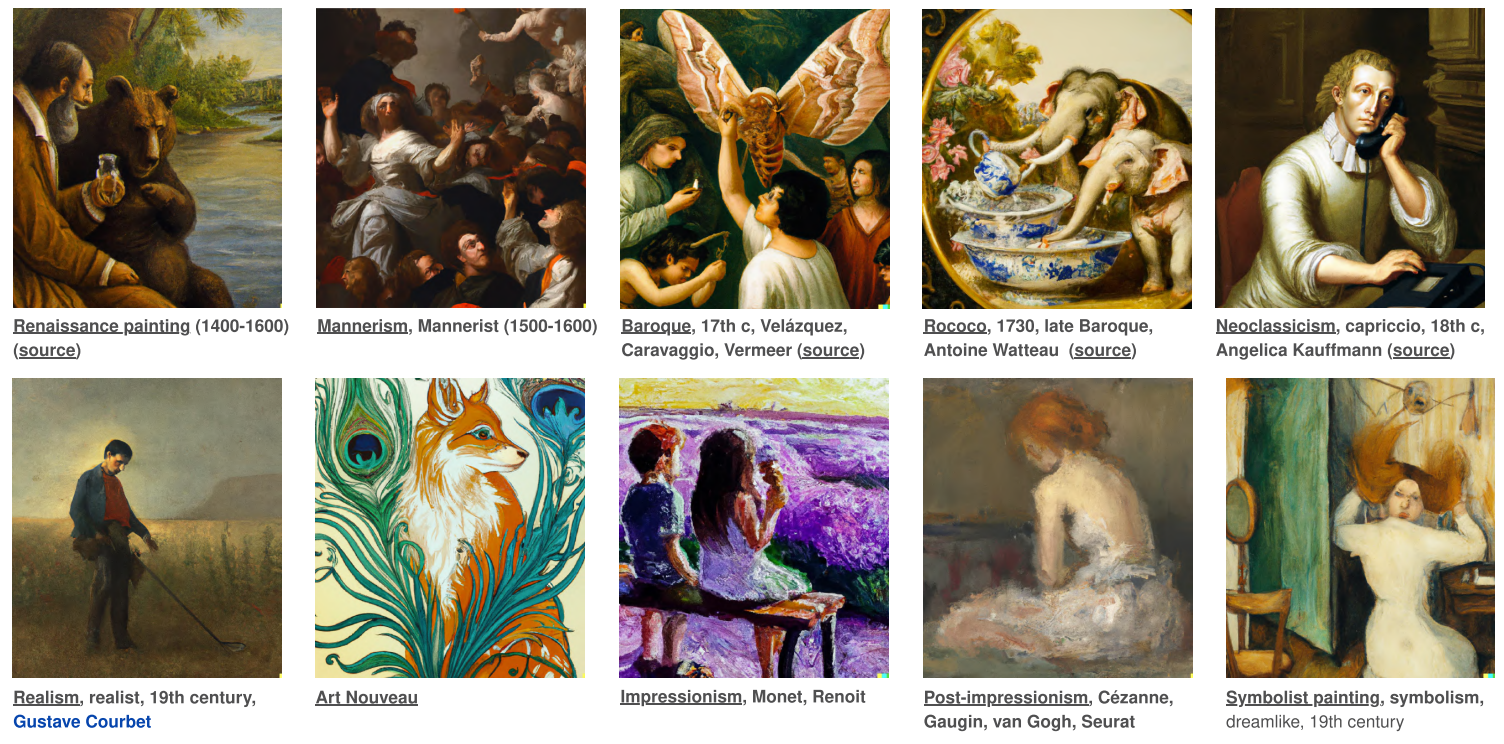 Renaissance painting (1400-1600)
(source)
Mannerism, Mannerist (1500-1600)
Baroque, 17th c, Velázquez,
Caravaggio, Vermeer (source)
Rococo, 1730, late Baroque,
Antoine Watteau (source)
Neoclassicism, capriccio, 18th c,
Angelica Kauffmann (source)
Realism, realist, 19th century,
Gustave Courbet
Art Nouveau
Impressionism, Monet, Renoit
Post-impressionism, Cézanne,
Gaugin, van Gogh, Seurat
Symbolist painting, symbolism,
dreamlike, 19th century